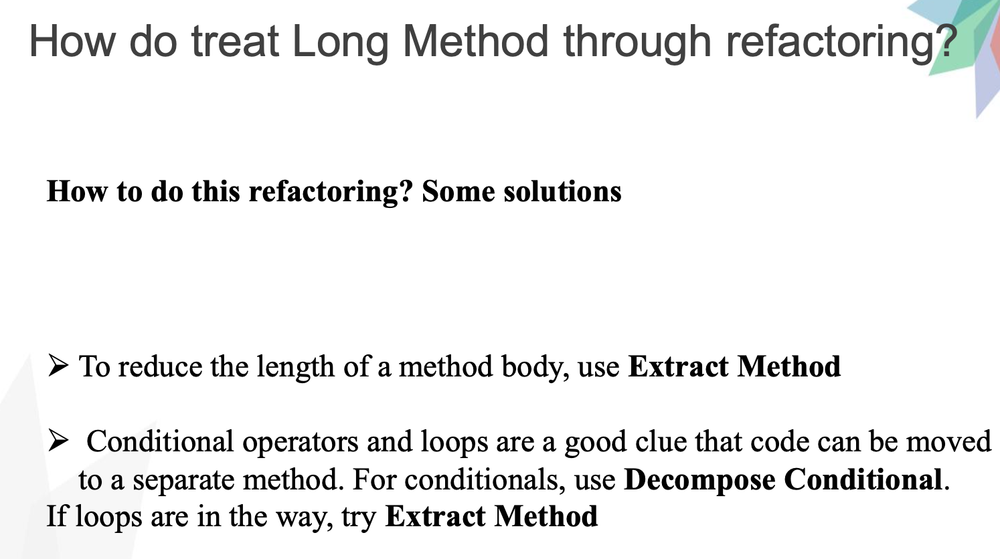 How do treat Long Method through refactoring?
How to do this refactoring? Some solutions
➢ To reduce the length of a method body, use Extract Method
➢ Conditional operators and loops are a good clue that code can be moved
to a separate method. For conditionals, use Decompose Conditional.
If loops are in the way, try Extract Method